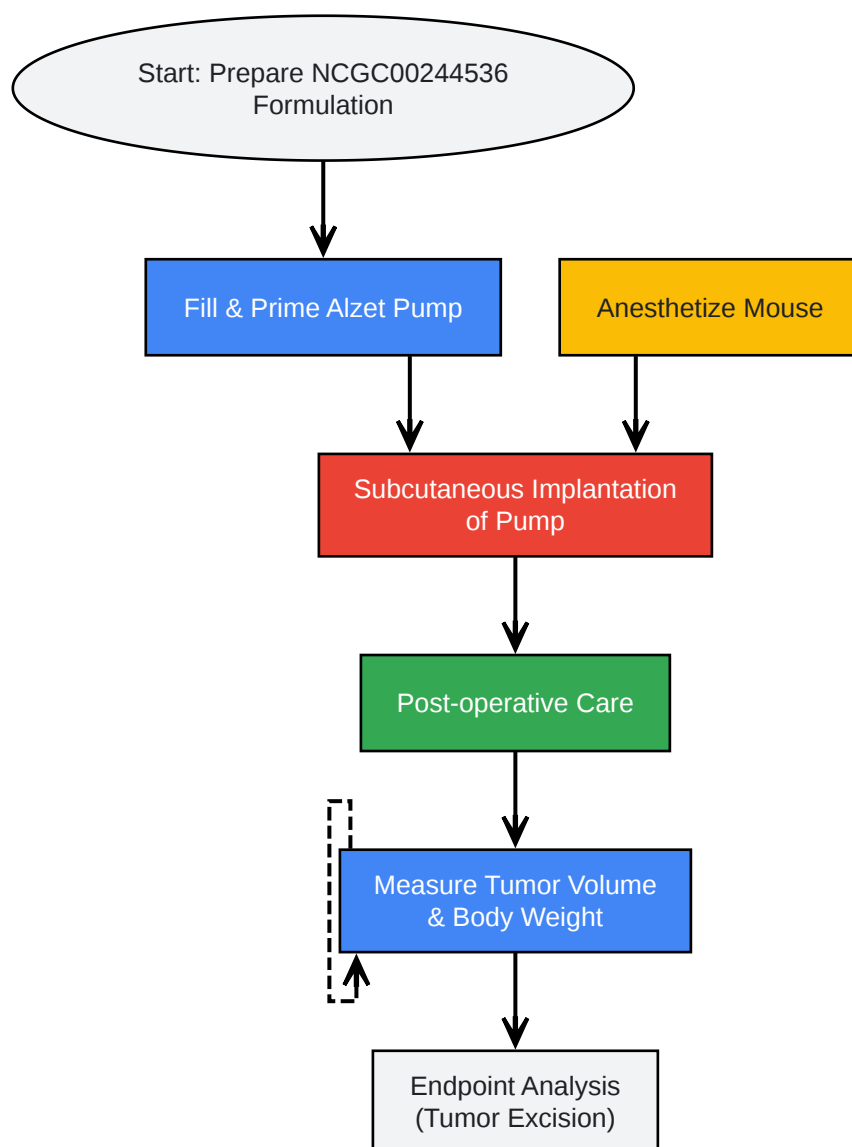 Start: Prepare NCGC00244536
Formulation
Fill & Prime Alzet Pump
Anesthetize Mouse
Subcutaneous Implantation
of Pump
Post-operative Care
Measure Tumor Volume
& Body Weight
Endpoint Analysis
(Tumor Excision)